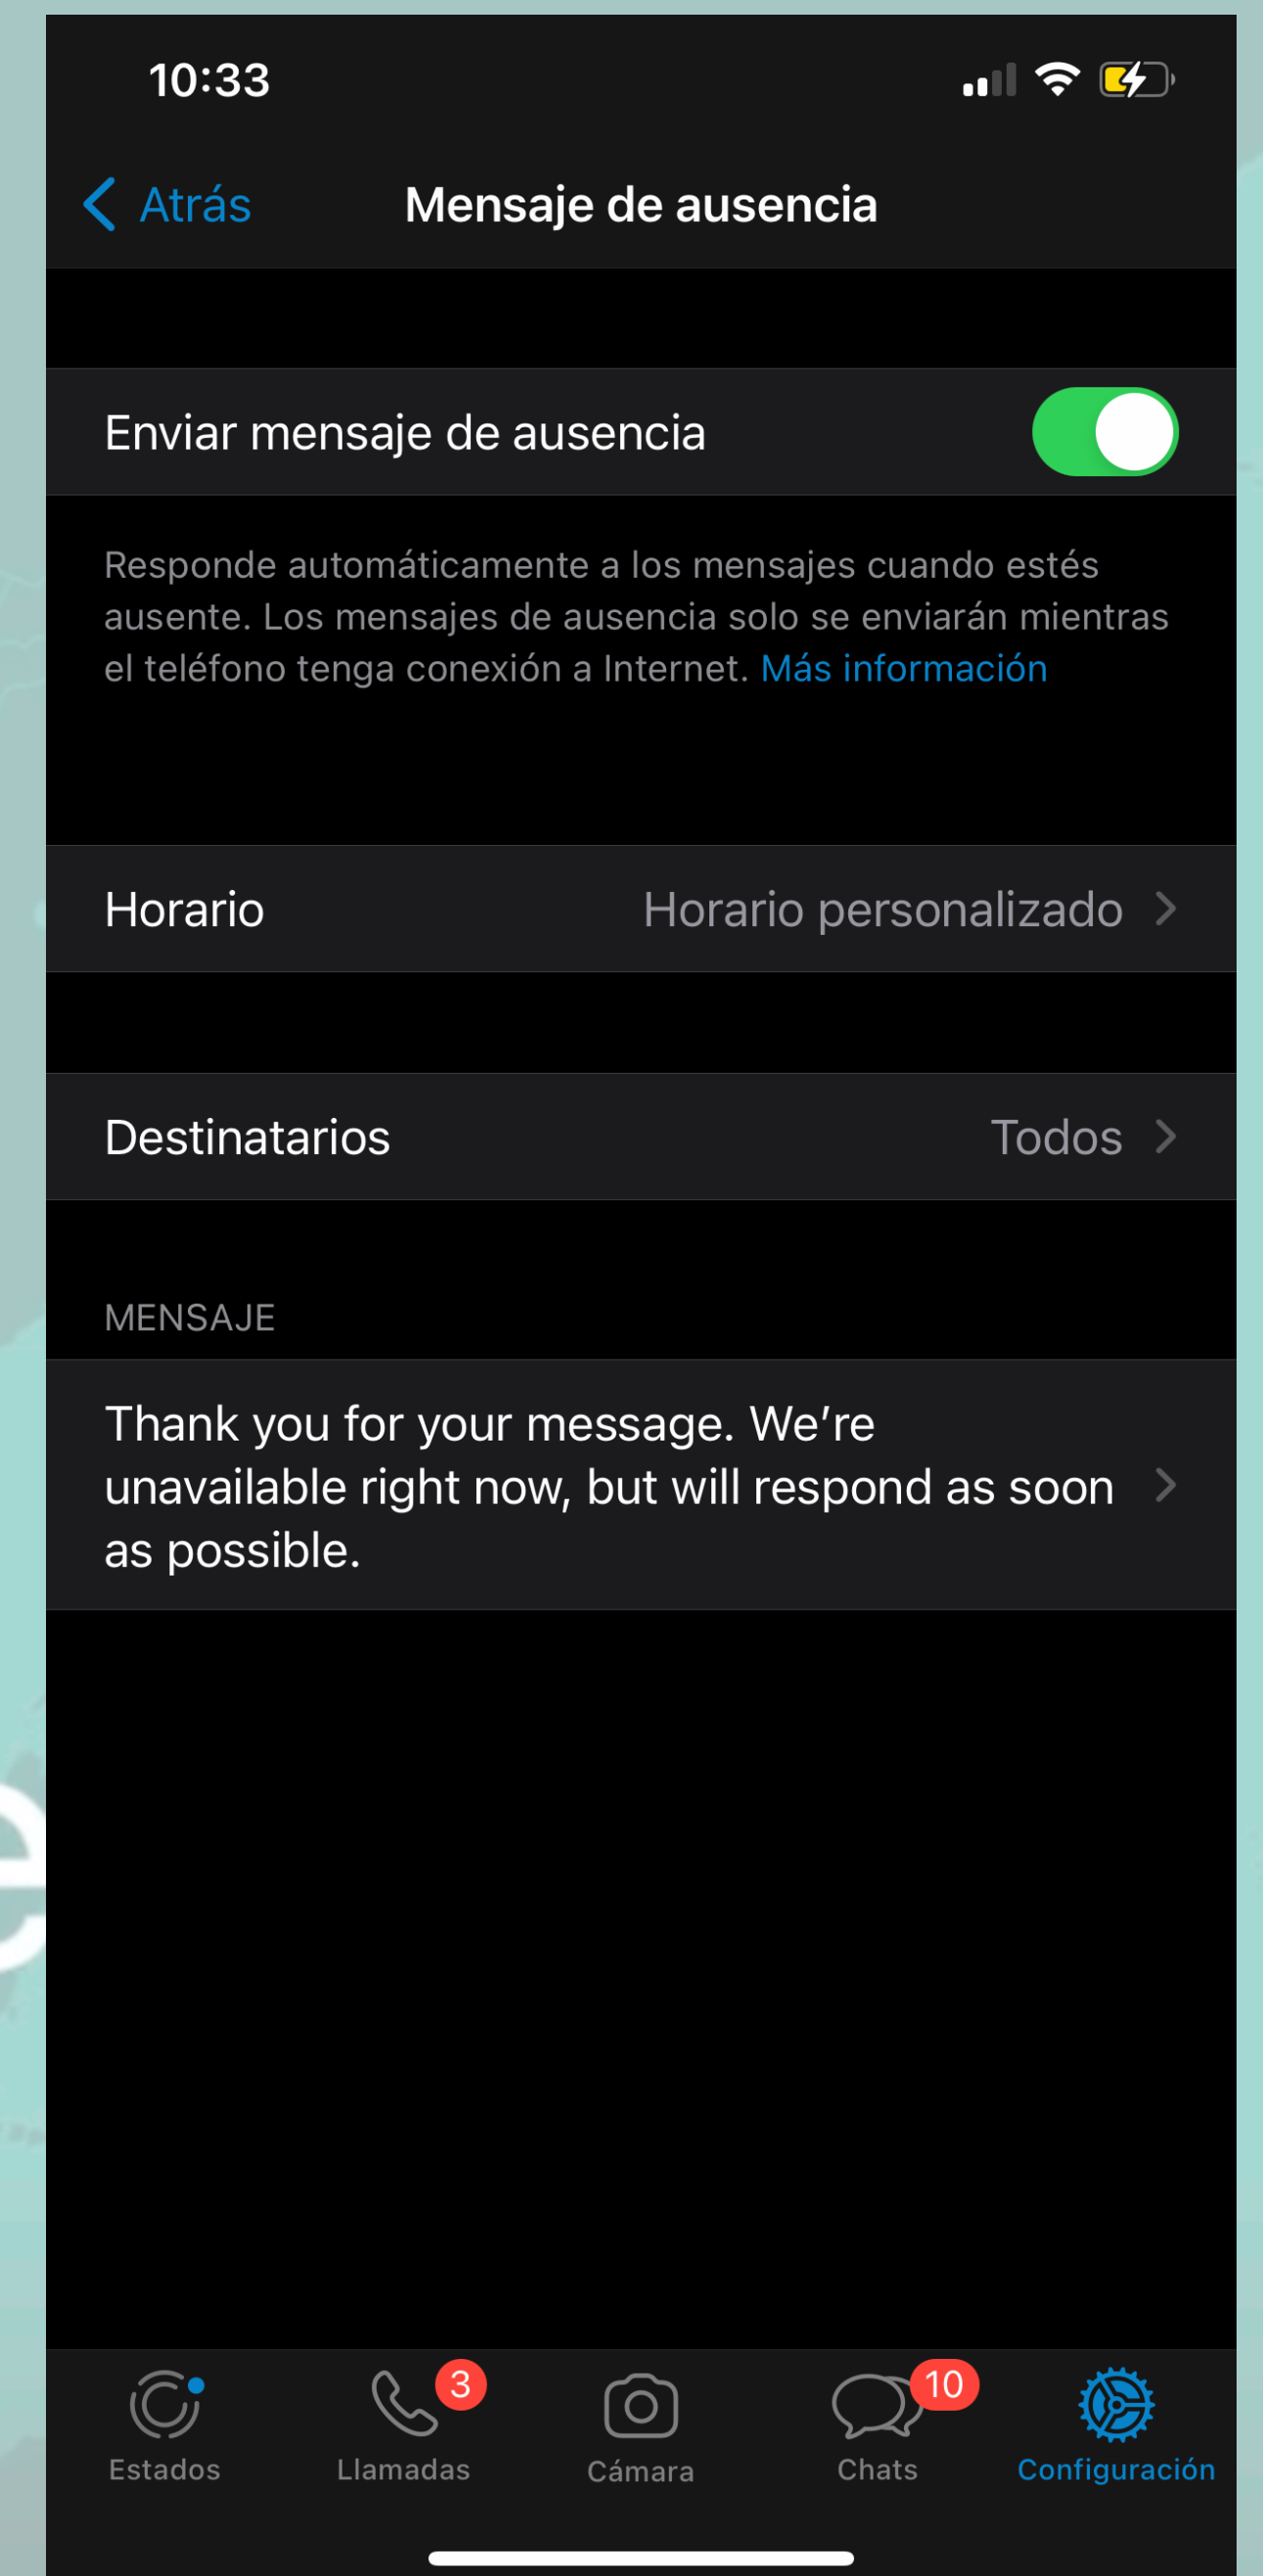 10:33
Atrás
Mensaje de ausencia
Enviar mensaje de ausencia
Responde automáticamente a los mensajes cuando estés
ausente. Los mensajes de ausencia solo se enviarán mientras
el teléfono tenga conexión a Internet. Más información
Horario
Horario personalizado
Destinatarios
Todos
MENSAJE
Thank you for your message. We’re
unavailable right now, but will respond as soon
as possible.
e
3
10
Estados
Llamadas
Cámara
Chats
Configuración